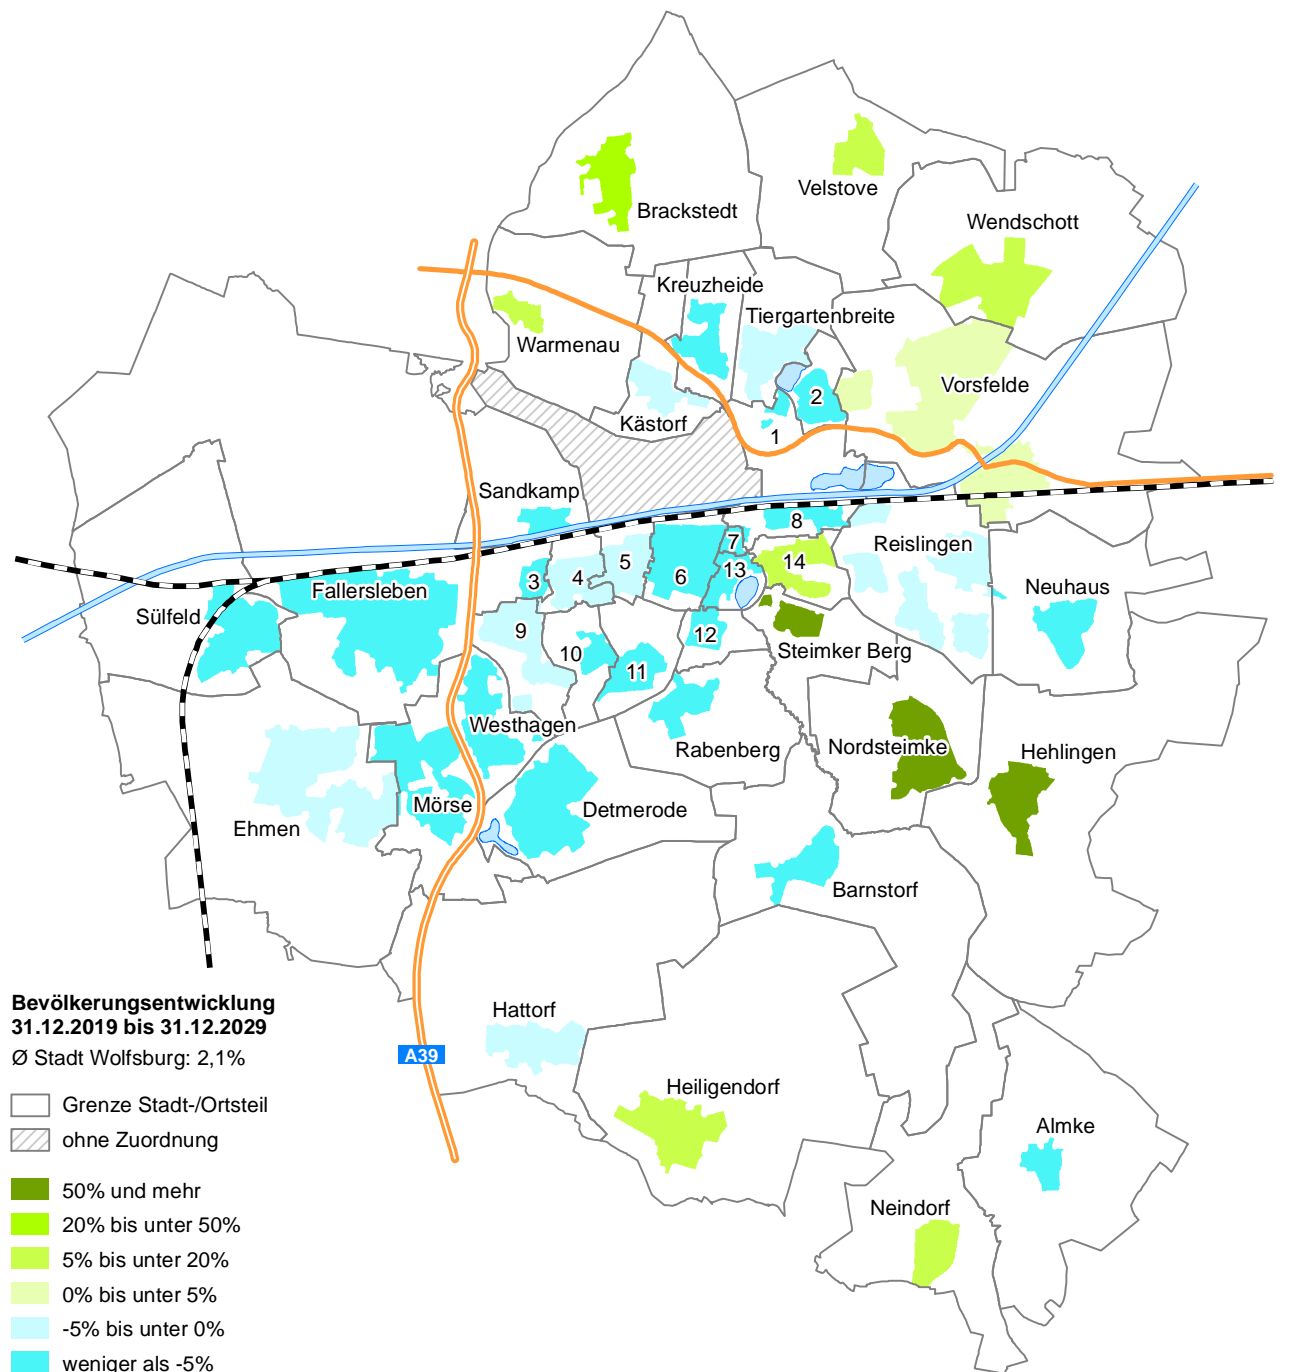 Brackstedt
Velstove
Wendschott
Kreuzheide
Tiergartenbreite
Warmenau
Vorsfelde
2
Kästorf
1
Sandkamp
8
7
Reislingen
5
14
4
13
6
3
Fallersleben
Neuhaus
Sülfeld
9
12
10
Steimker Berg
11
Westhagen
Rabenberg
Nordsteimke
Hehlingen
Mörse
Detmerode
Ehmen
Barnstorf
Hattorf
A39
Heiligendorf
Almke
Neindorf
Bevölkerungsentwicklung
31.12.2019 bis 31.12.2029
Ø Stadt Wolfsburg: 2,1%
Grenze Stadt-/Ortsteil
ohne Zuordnung
50% und mehr
20% bis unter 50%
5% bis unter 20%
0% bis unter 5%
-5% bis unter 0%
weniger als -5%